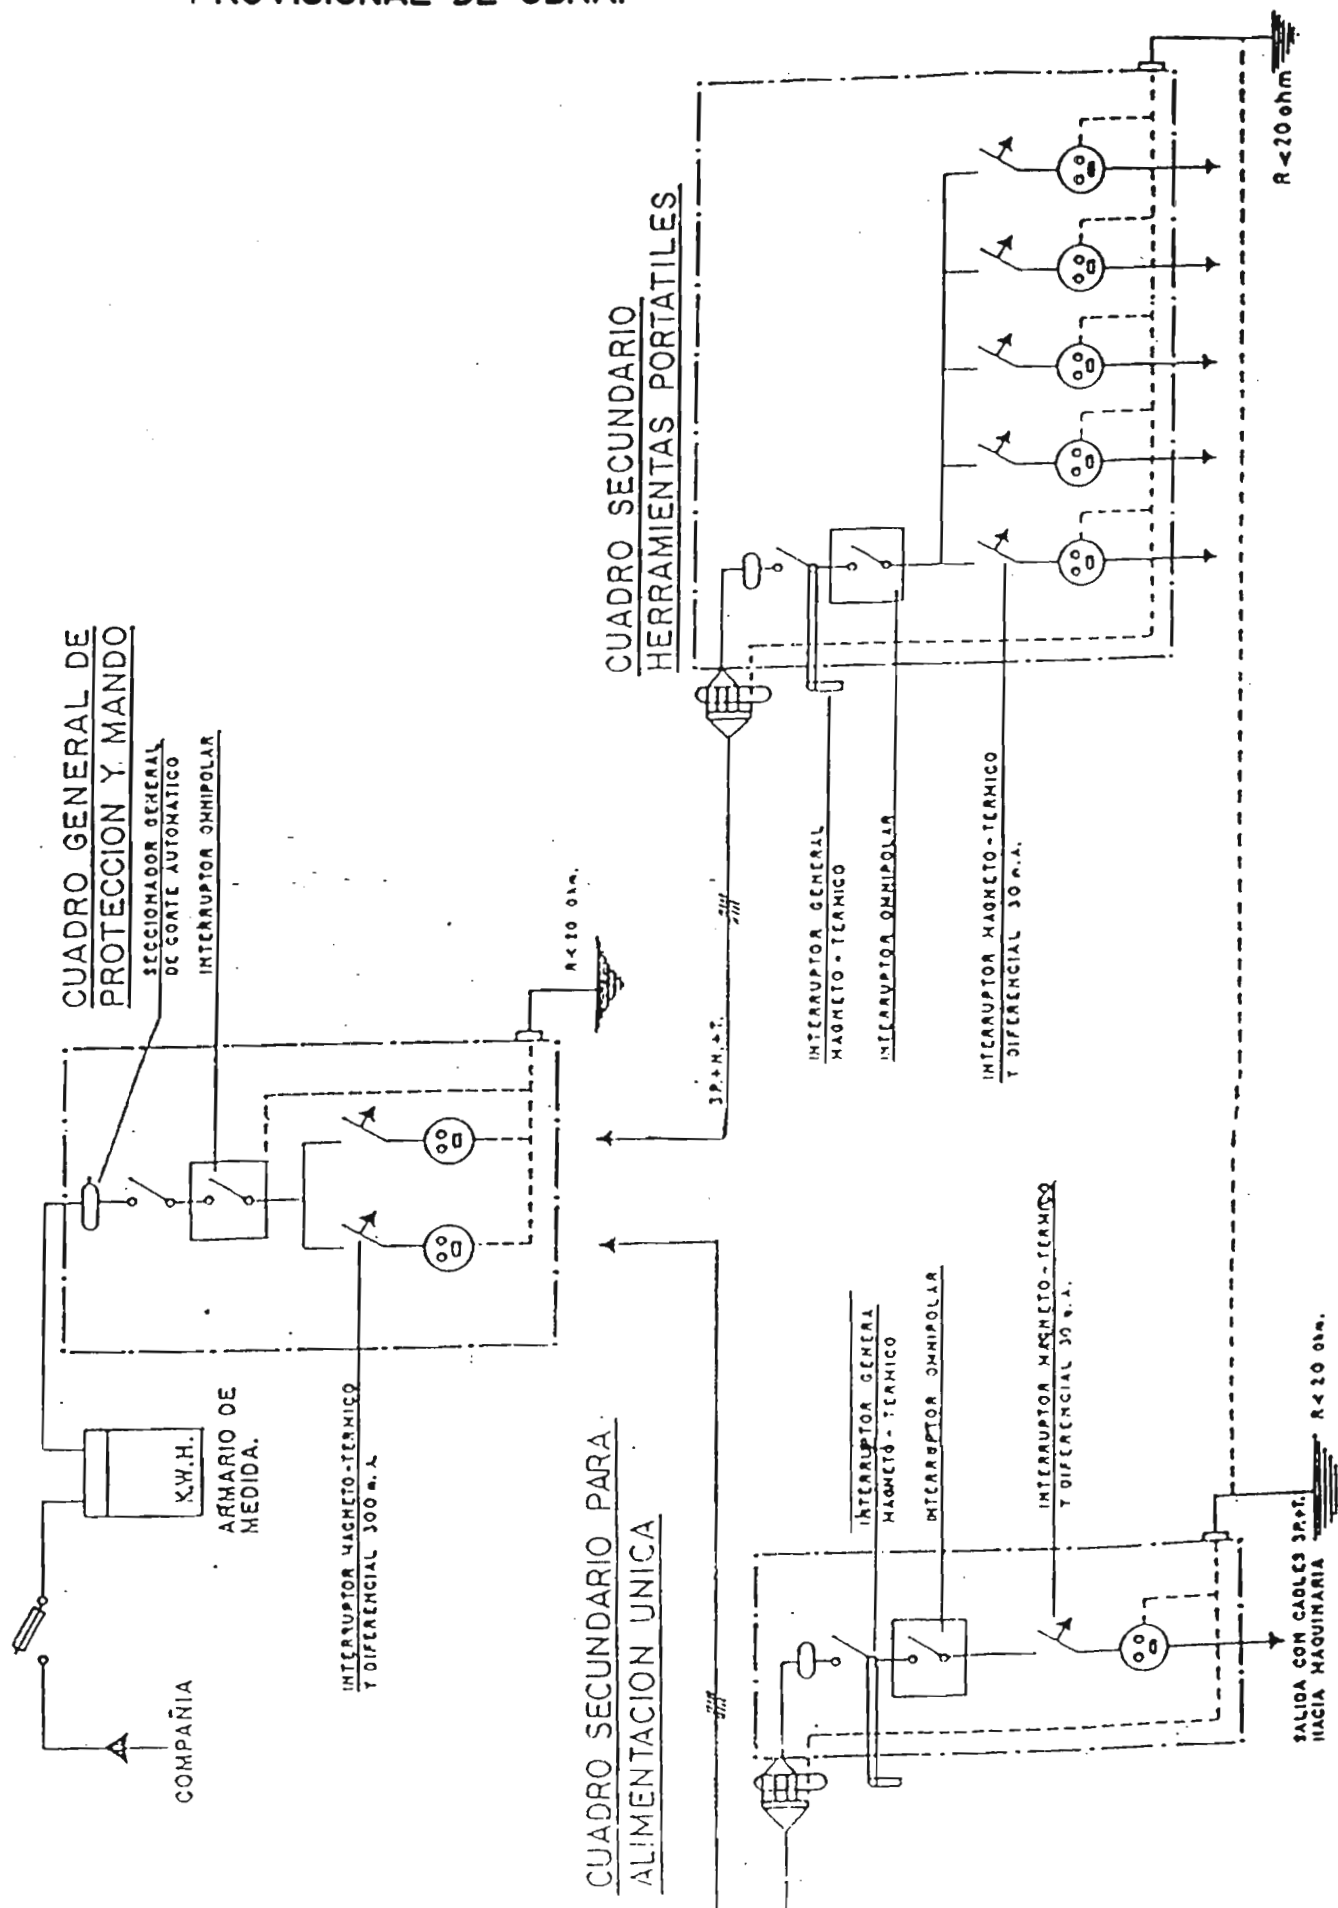 PROVISIONAL DE OBRA.
CUADRO GENERAL DE
PROTECCION Y MANDO
SECCIONADOR GENERAL
DE CORTE AUTOMATICO
INTERRUPTOR OMNIPOLAR
R<20 Ohm.
COMPAÑIA
K.W.H.
ARMARIO DE
MEDIDA.
INTERRUPTOR MAGNETO-TERMICO
Y DIFERENCIAL 300 m.A
CUADRO SECUNDARIO
HERRAMIENTAS PORTATILES
3P.+N.+T.
INTERRUPTOR GENERAL
MAGNETO-TERMICO
INTERRUPTOR OMNIPOLAR
INTERRUPTOR MAGNETO-TERMICO
Y DIFERENCIAL 30 m.A.
R<20 ohm
CUADRO SECUNDARIO PARA
ALIMENTACION UNICA
INTERRUPTOR GENERA
MAGNETO-TERMICO
INTERRUPTOR OMNIPOLAR
INTERRUPTOR MAGNETO-TERMICO
Y DIFERENCIAL 30 m.A.
SALIDA CON CABLES 3P.+T.
HACIA MAQUINARIA
R<20 Ohm.